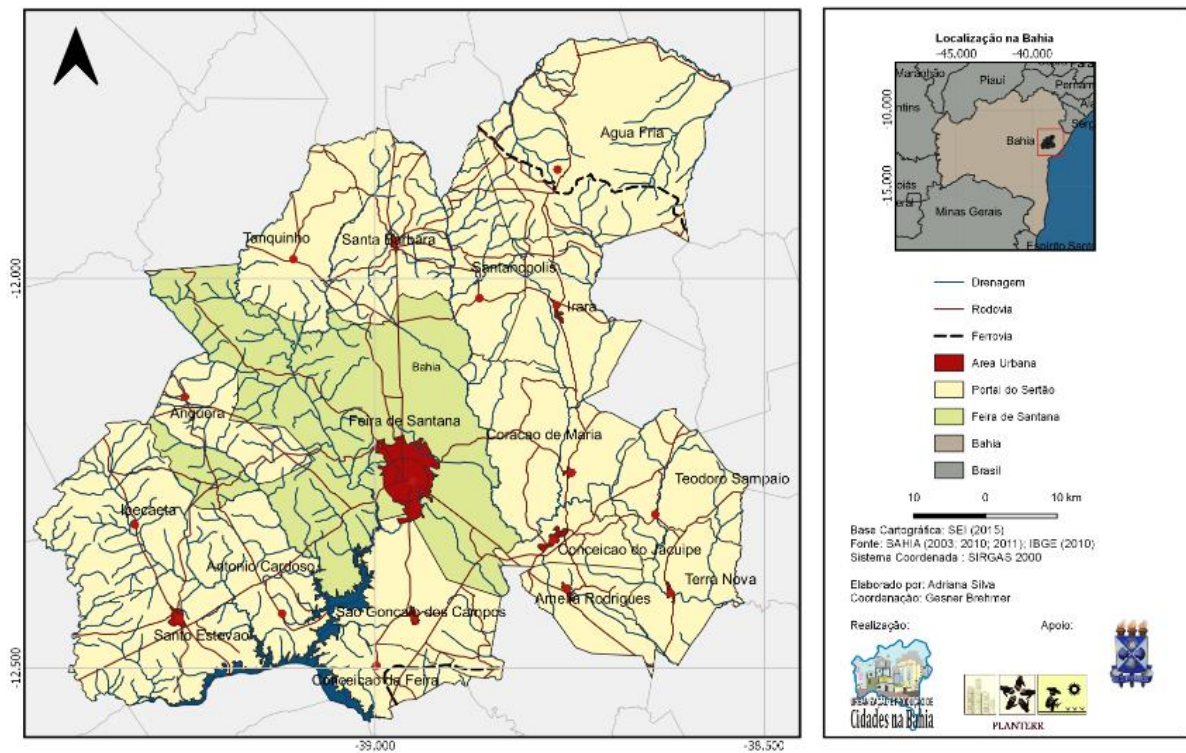 Agua Fria
Tanquinho
Santa Barbara
Santanopolis
Irara
-12.000
Bahia
Anguera
Feira de Santana
Coracao de Maria
Teodoro Sampaio
Ipecaeta
Conceicao do Jacuipe
Antonio Cardoso
Terra Nova
Amelia Rodrigues
Sao Goncalo dos Campos
Santo Estevao
-12.500
Conceicao da Feira
-39.000
-38.500
Localização na Bahia
-45.000 -40.000
Maranhão
Piauí
-10.000
Bahia
-15.000
Minas Gerais
Drenagem
Rodovia
Ferrovia
Area Urbana
Portal do Sertão
Feira de Santana
Bahia
Brasil
10 0 10 km
Base Cartográfica: SEI (2015)
Fonte: BAHIA (2003; 2010; 2011); IBGE (2010)
Sistema Coordenada : SIRGAS 2000
Elaborado por: Adriana Silva
Coordenação: Gesner Brehmer
Realização:
Apoio:
Cidades na Bahia
PLANTERR